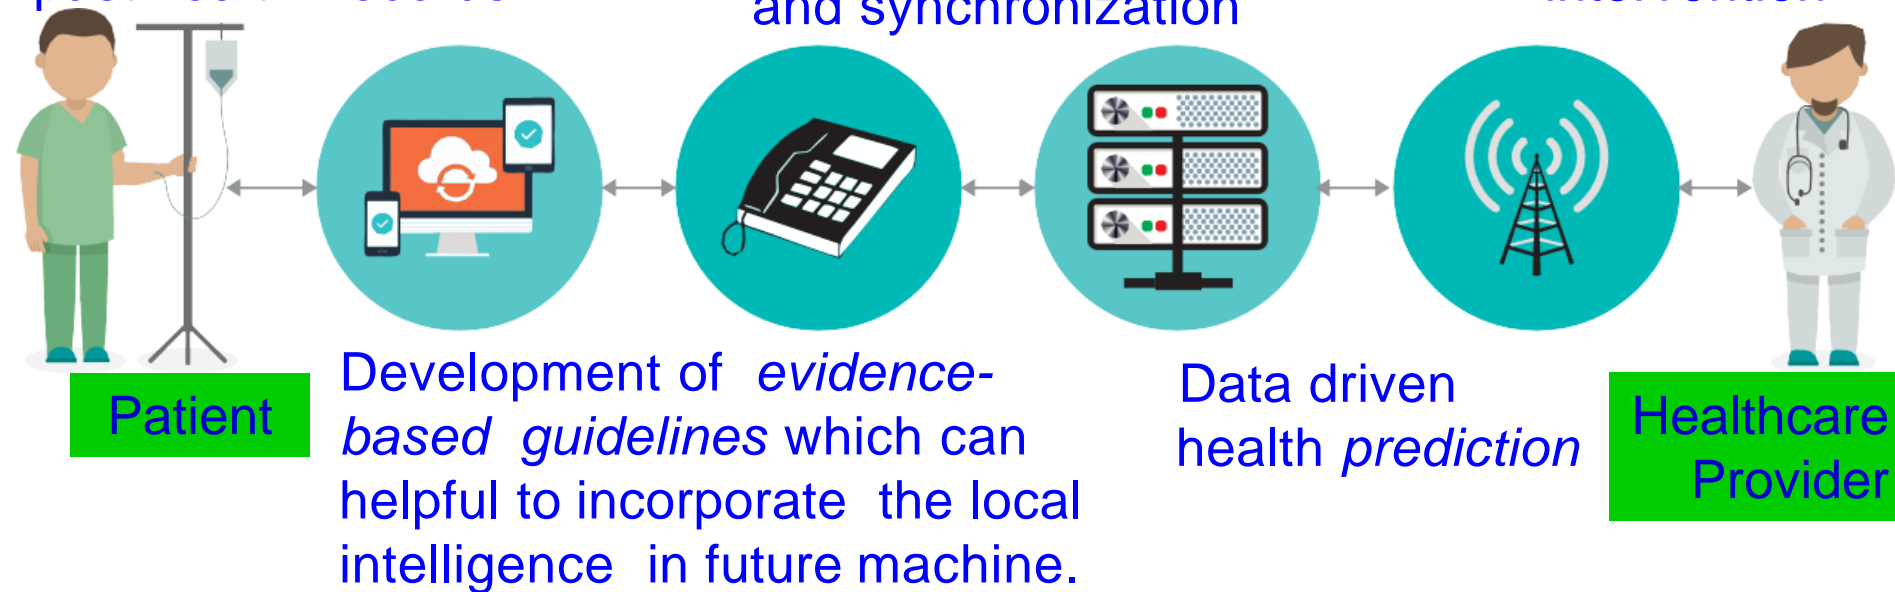 and synchronization
Patient
Development of evidence-
based guidelines which can
helpful to incorporate the local
intelligence in future machine.
Data driven
health prediction
Healthcare
Provider